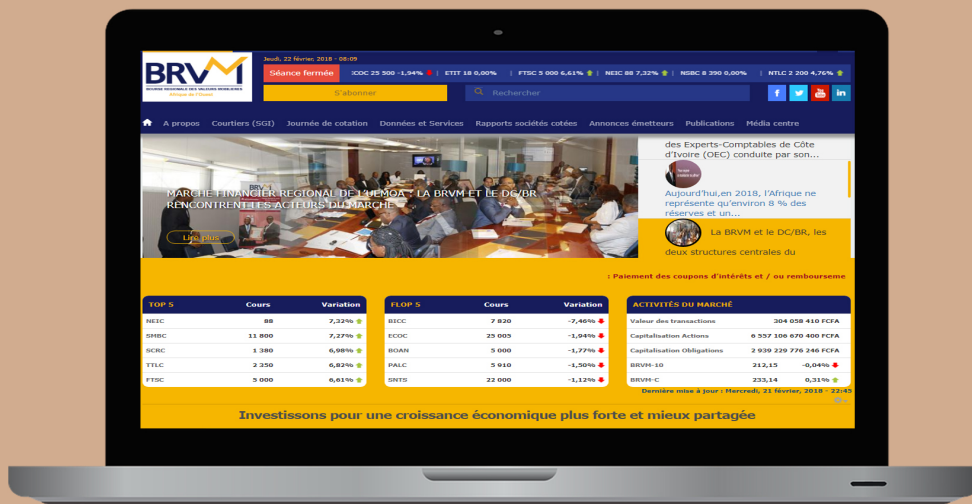 BRVM
BOURSE REGIONALE DES VALEURS MOBILIERES
Afrique de l'Ouest
Jeudi, 22 février, 2018 - 08:09
Séance fermée
ECOC 25 500 -1,94% | ETIT 18 0,00% | FTSC 5 000 6,61% | NEIC 88 7,32% | NSBC 8 390 0,00% | NTLC 2 200 4,76%
S'abonner
Rechercher
f
You Tube
in
A propos Courtiers (SGI) Journée de cotation Données et Services Rapports sociétés cotées Annonces émetteurs Publications Média centre
MARCHE FINANCIER REGIONAL DE L'UEMOA : LA BRVM ET LE DC/BR
RENCONTRENT LES ACTEURS DU MARCHE
Lire plus
des Experts-Comptables de Côte
d'Ivoire (OEC) conduite par son...
Aujourd'hui,en 2018, l'Afrique ne
représente qu'environ 8 % des
réserves et un...
La BRVM et le DC/BR, les
deux structures centrales du
: Paiement des coupons d'intérêts et / ou rembourseme
TOP 5 Cours Variation
NEIC 88 7,32%
SMBC 11 800 7,27%
SCRC 1 380 6,98%
TTLC 2 350 6,82%
FTSC 5 000 6,61%
FLOP 5 Cours Variation
BICC 7 820 -7,46%
ECOC 25 005 -1,94%
BOAN 5 000 -1,77%
PALC 5 910 -1,50%
SNTS 22 000 -1,12%
ACTIVITÉS DU MARCHÉ
Valeur des transactions 304 058 410 FCFA
Capitalisation Actions 6 557 106 670 400 FCFA
Capitalisation Obligations 2 939 229 776 246 FCFA
BRVM-10 212,15 -0,04%
BRVM-C 233,14 0,31%
Dernière mise à jour : Mercredi, 21 février, 2018 - 22:45
Investissons pour une croissance économique plus forte et mieux partagée